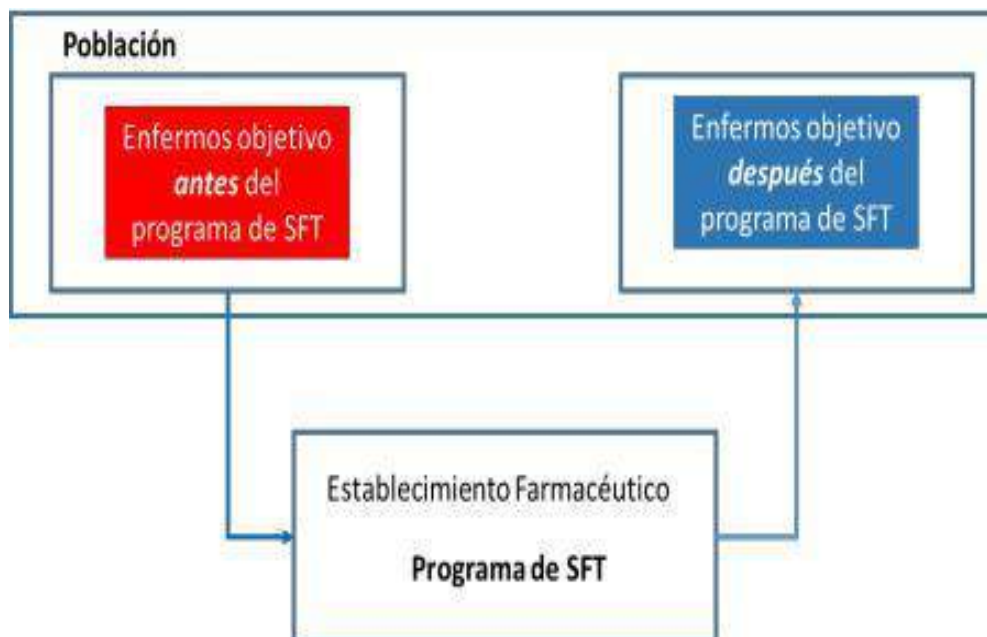 Población
Enfermos objetivo
antes del
programa de SFT
Enfermos objetivo
después del
programa de SFT
Establecimiento Farmacéutico
Programa de SFT